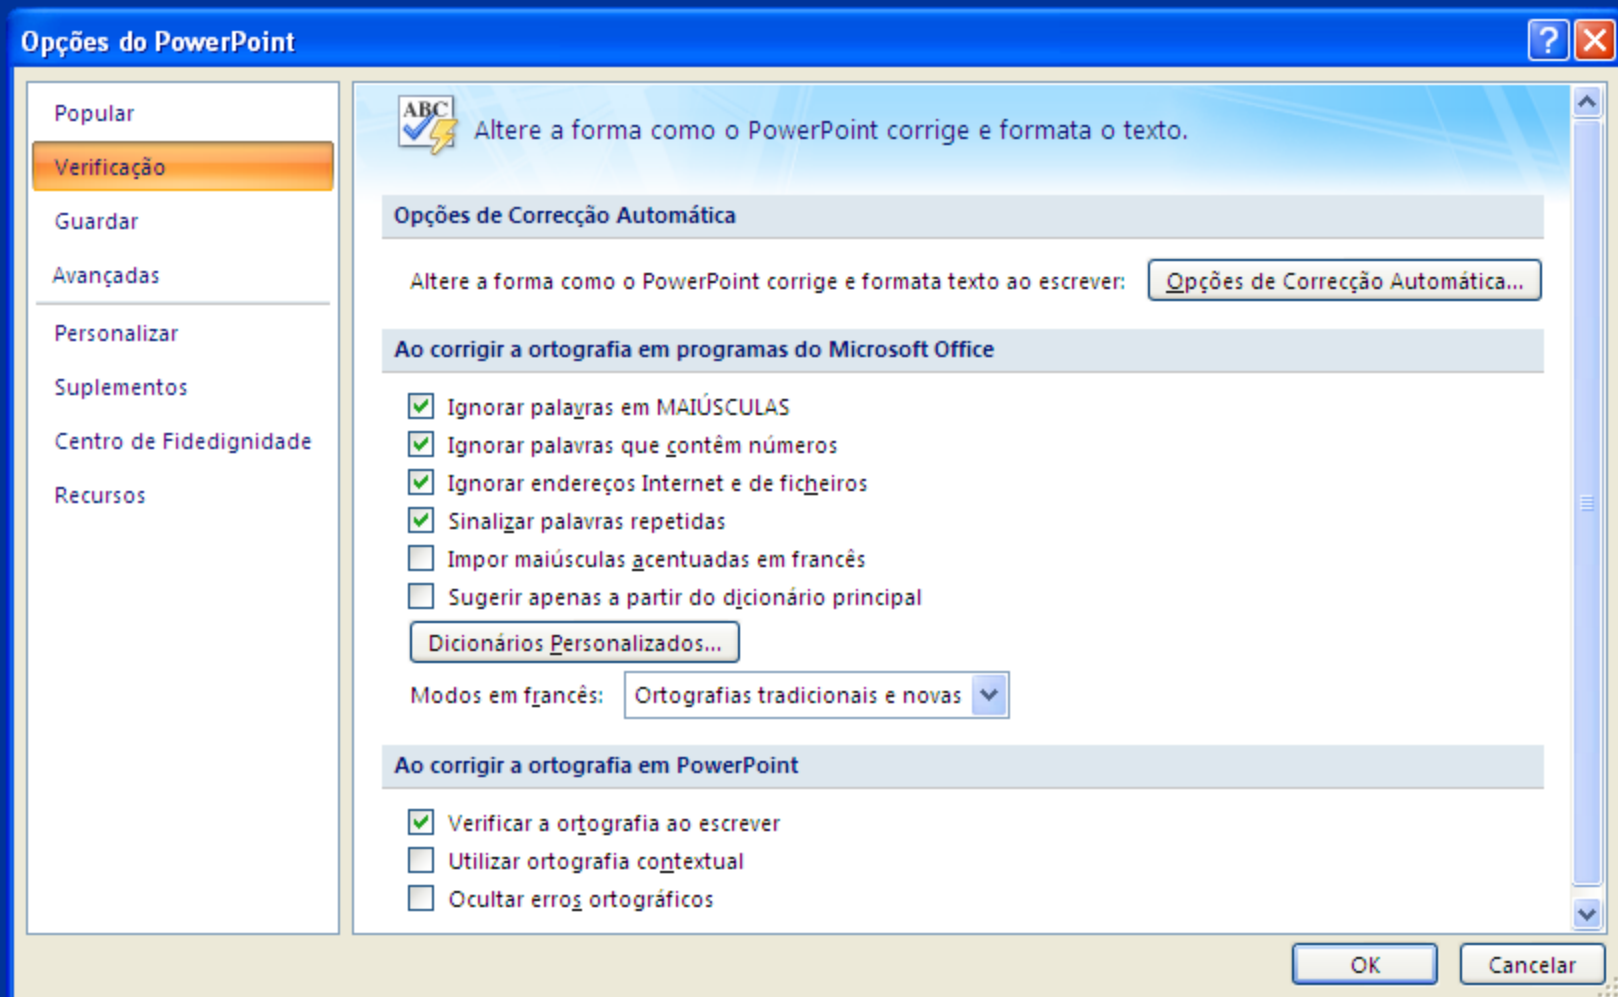 Opções do PowerPoint
Popular
Verificação
Guardar
Avançadas
Personalizar
Suplementos
Centro de Fidedignidade
Recursos
ABC
Altere a forma como o PowerPoint corrige e formata o texto.
Opções de Correcção Automática
Altere a forma como o PowerPoint corrige e formata texto ao escrever: Opções de Correcção Automática...
Ao corrigir a ortografia em programas do Microsoft Office
Ignorar palavras em MAIÚSCULAS
Ignorar palavras que contêm números
Ignorar endereços Internet e de ficheiros
Sinalizar palavras repetidas
Impor maiúsculas acentuadas em francês
Sugerir apenas a partir do dicionário principal
Dicionários Personalizados...
Modos em francês: Ortografias tradicionais e novas
Ao corrigir a ortografia em PowerPoint
Verificar a ortografia ao escrever
Utilizar ortografia contextual
Ocultar erros ortográficos
OK Cancelar